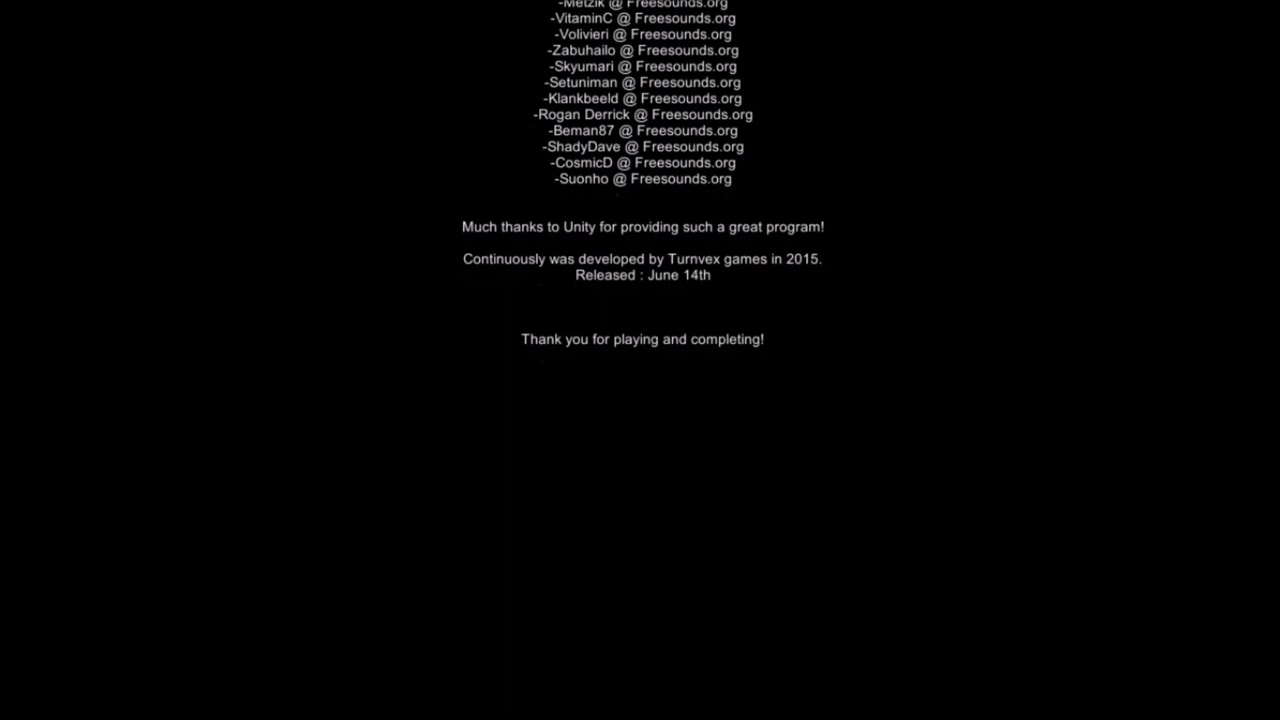 -Metzik @ Freesounds.org
-VitaminC @ Freesounds.org
-Volivieri @ Freesounds.org
-Zabuhailo @ Freesounds.org
-Skyumari @ Freesounds.org
-Setuniman @ Freesounds.org
-Klankbeeld @ Freesounds.org
-Rogan Derrick @ Freesounds.org
-Beman87 @ Freesounds.org
-ShadyDave @ Freesounds.org
-CosmicD @ Freesounds.org
-Suonho @ Freesounds.org
Much thanks to Unity for providing such a great program!
Continuously was developed by Turnvex games in 2015.
Released : June 14th
Thank you for playing and completing!